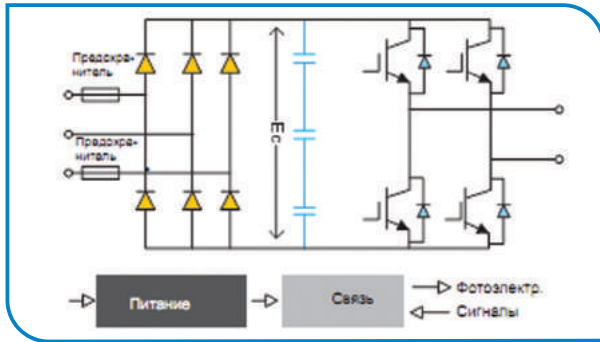 Предохра-
нитель
Предохра-
нитель
Ec
Питание
Связь
Фотоэлектр.
Сигналы